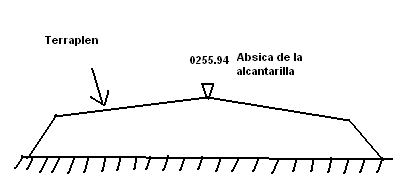 Terraplen
0255.94
Absica de la
alcantarilla